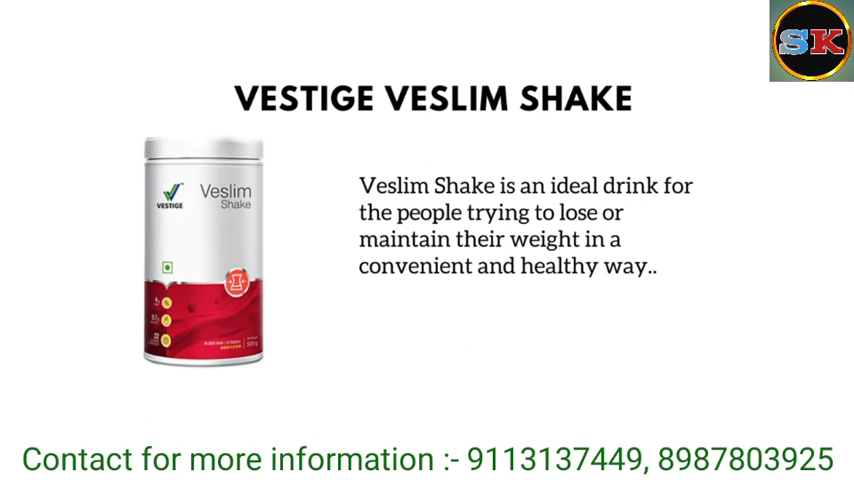 SK
VESTIGE VESLIM SHAKE
VESTIGE
Veslim
Shake
Veslim Shake is an ideal drink for
the people trying to lose or
maintain their weight in a
convenient and healthy way..
500 g
Contact for more information :- 9113137449, 8987803925